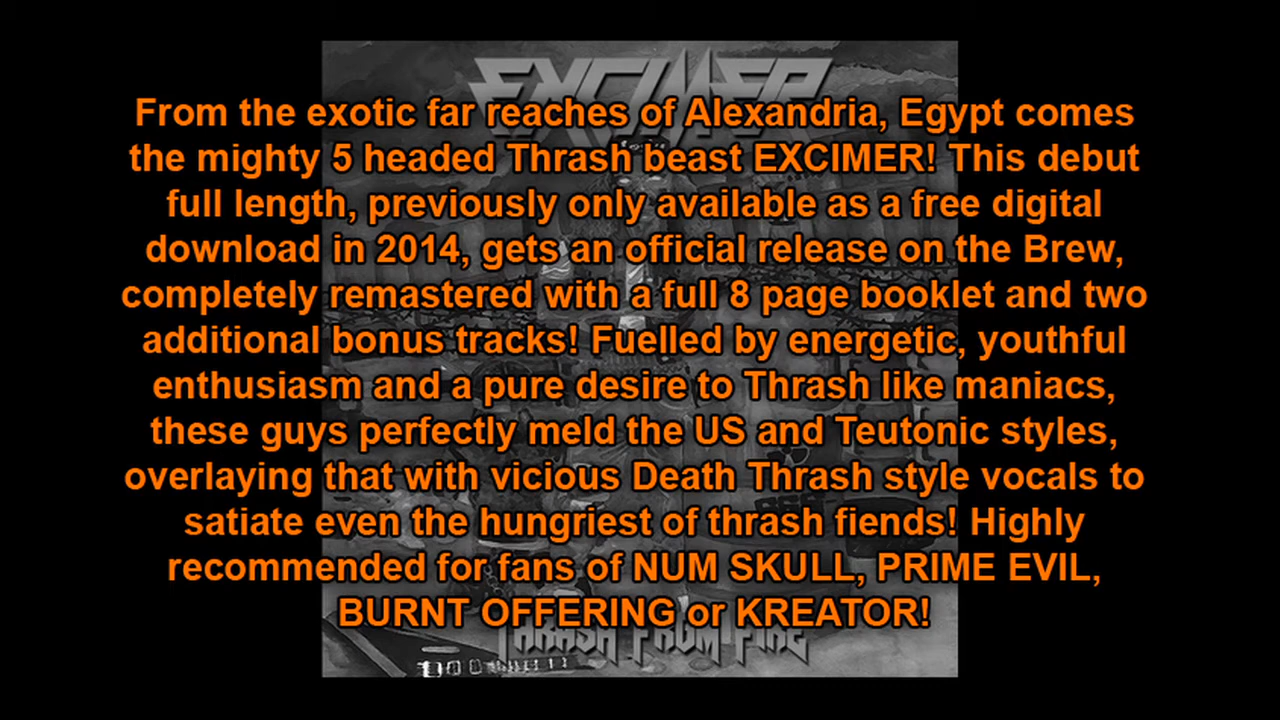 EXCIMER
From the exotic far reaches of Alexandria, Egypt comes
the mighty 5 headed Thrash beast EXCIMER! This debut
full length, previously only available as a free digital
download in 2014, gets an official release on the Brew,
completely remastered with a full 8 page booklet and two
additional bonus tracks! Fuelled by energetic, youthful
enthusiasm and a pure desire to Thrash like maniacs,
these guys perfectly meld the US and Teutonic styles,
overlaying that with vicious Death Thrash style vocals to
satiate even the hungriest of thrash fiends! Highly
recommended for fans of NUM SKULL, PRIME EVIL,
BURNT OFFERING or KREATOR!
THRASH FROM FIRE